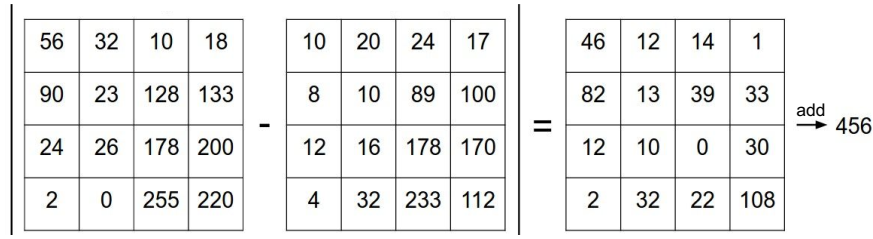 56 32 10 18 10 20 24 17 46 12 14 1
90 23 128 133 8 10 89 100 82 13 39 33
- = add → 456
24 26 178 200 12 16 178 170 12 10 0 30
2 0 255 220 4 32 233 112 2 32 22 108